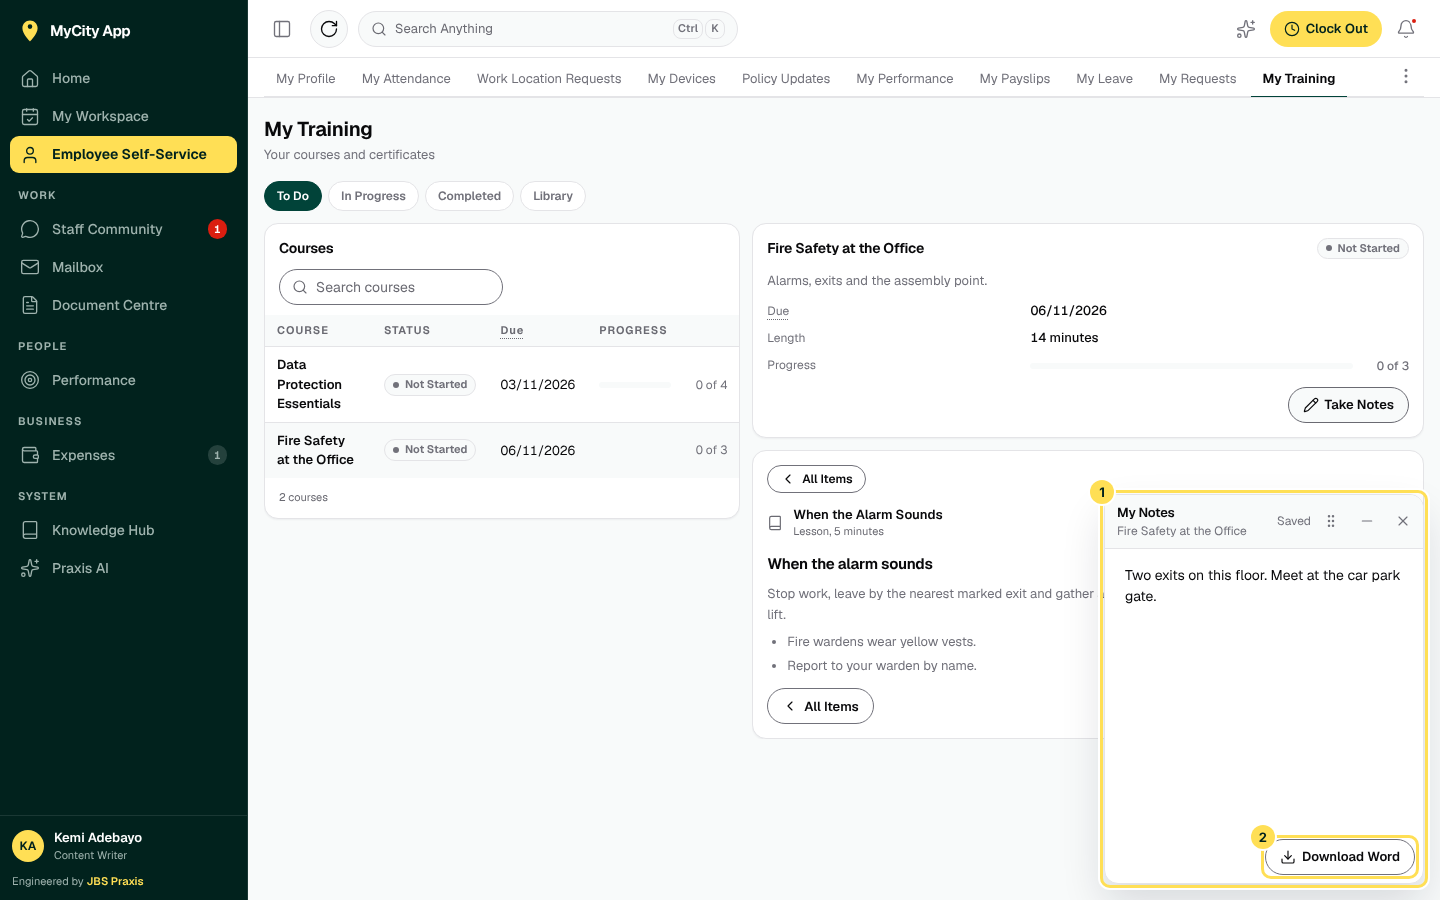 MyCity App
Home
My Workspace
Employee Self-Service
WORK
Staff Community 1
Mailbox
Document Centre
PEOPLE
Performance
BUSINESS
Expenses 1
SYSTEM
Knowledge Hub
Praxis AI
KA
Kemi Adebayo
Content Writer
Engineered by JBS Praxis
Search Anything Ctrl K
Clock Out
My Profile My Attendance Work Location Requests My Devices Policy Updates My Performance My Payslips My Leave My Requests My Training
My Training
Your courses and certificates
To Do In Progress Completed Library
Courses
Search courses
COURSE STATUS Due PROGRESS
Data
Protection
Essentials
Not Started 03/11/2026 0 of 4
Fire Safety
at the Office
Not Started 06/11/2026 0 of 3
2 courses
Fire Safety at the Office Not Started
Alarms, exits and the assembly point.
Due 06/11/2026
Length 14 minutes
Progress 0 of 3
Take Notes
All Items
When the Alarm Sounds
Lesson, 5 minutes
When the alarm sounds
Stop work, leave by the nearest marked exit and gather
lift.
• Fire wardens wear yellow vests.
• Report to your warden by name.
All Items
1
My Notes
Fire Safety at the Office
Saved
Two exits on this floor. Meet at the car park
gate.
2
Download Word